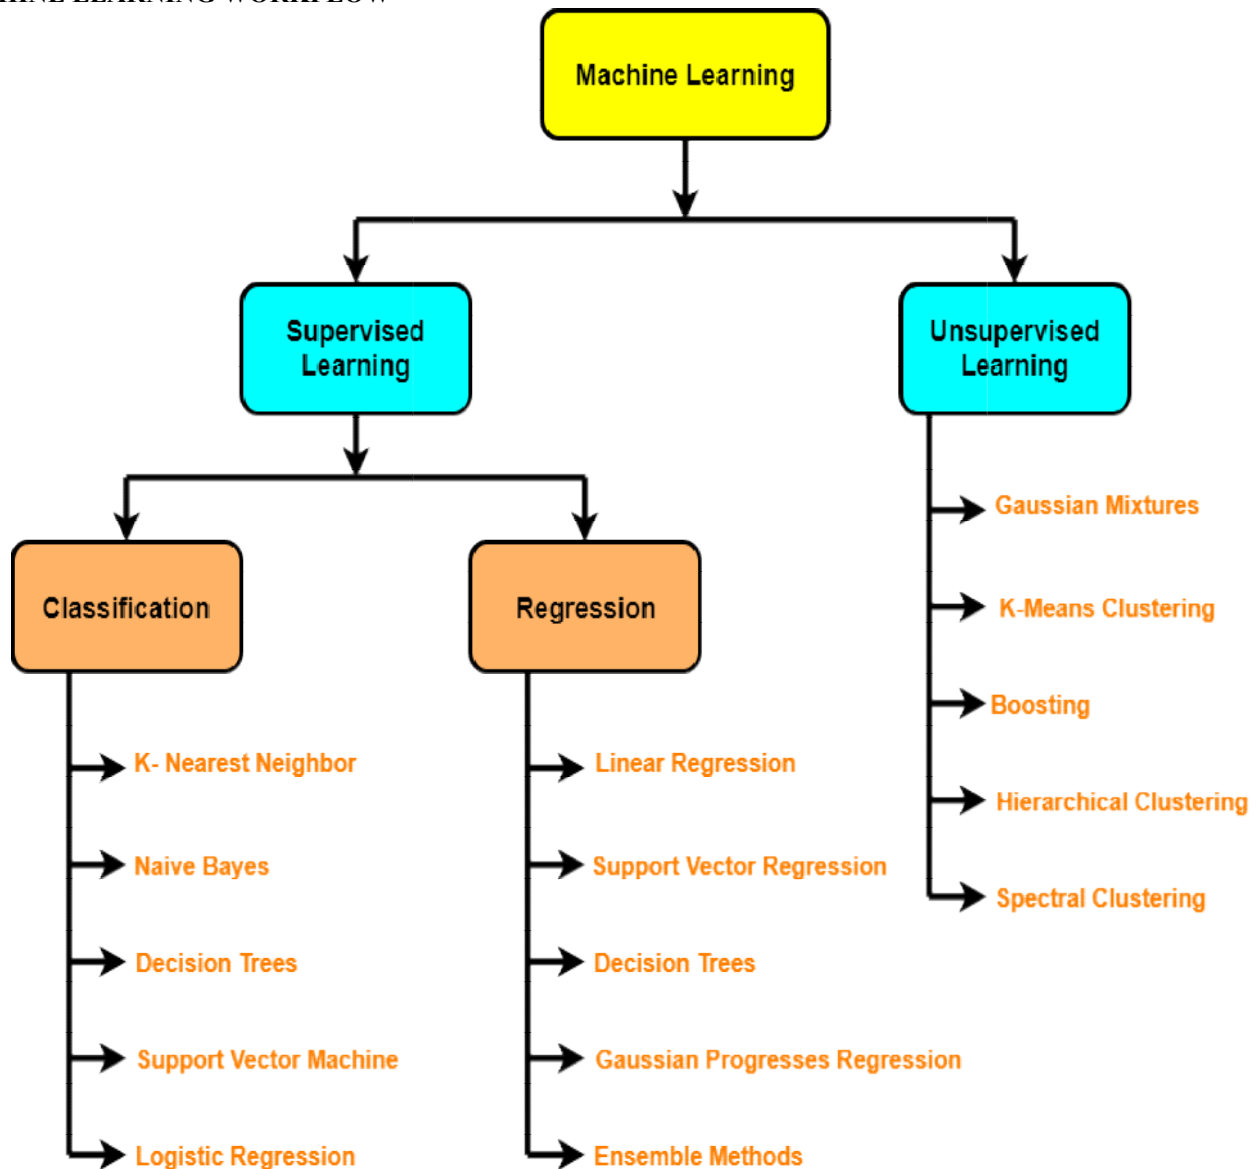 LEARNING WORKFLOW
Machine Learning
Supervised
Learning
Unsupervised
Learning
Classification
Regression
K- Nearest Neighbor
Naive Bayes
Decision Trees
Support Vector Machine
Logistic Regression
Linear Regression
Support Vector Regression
Decision Trees
Gaussian Progresses Regression
Ensemble Methods
Gaussian Mixtures
K-Means Clustering
Boosting
Hierarchical Clustering
Spectral Clustering